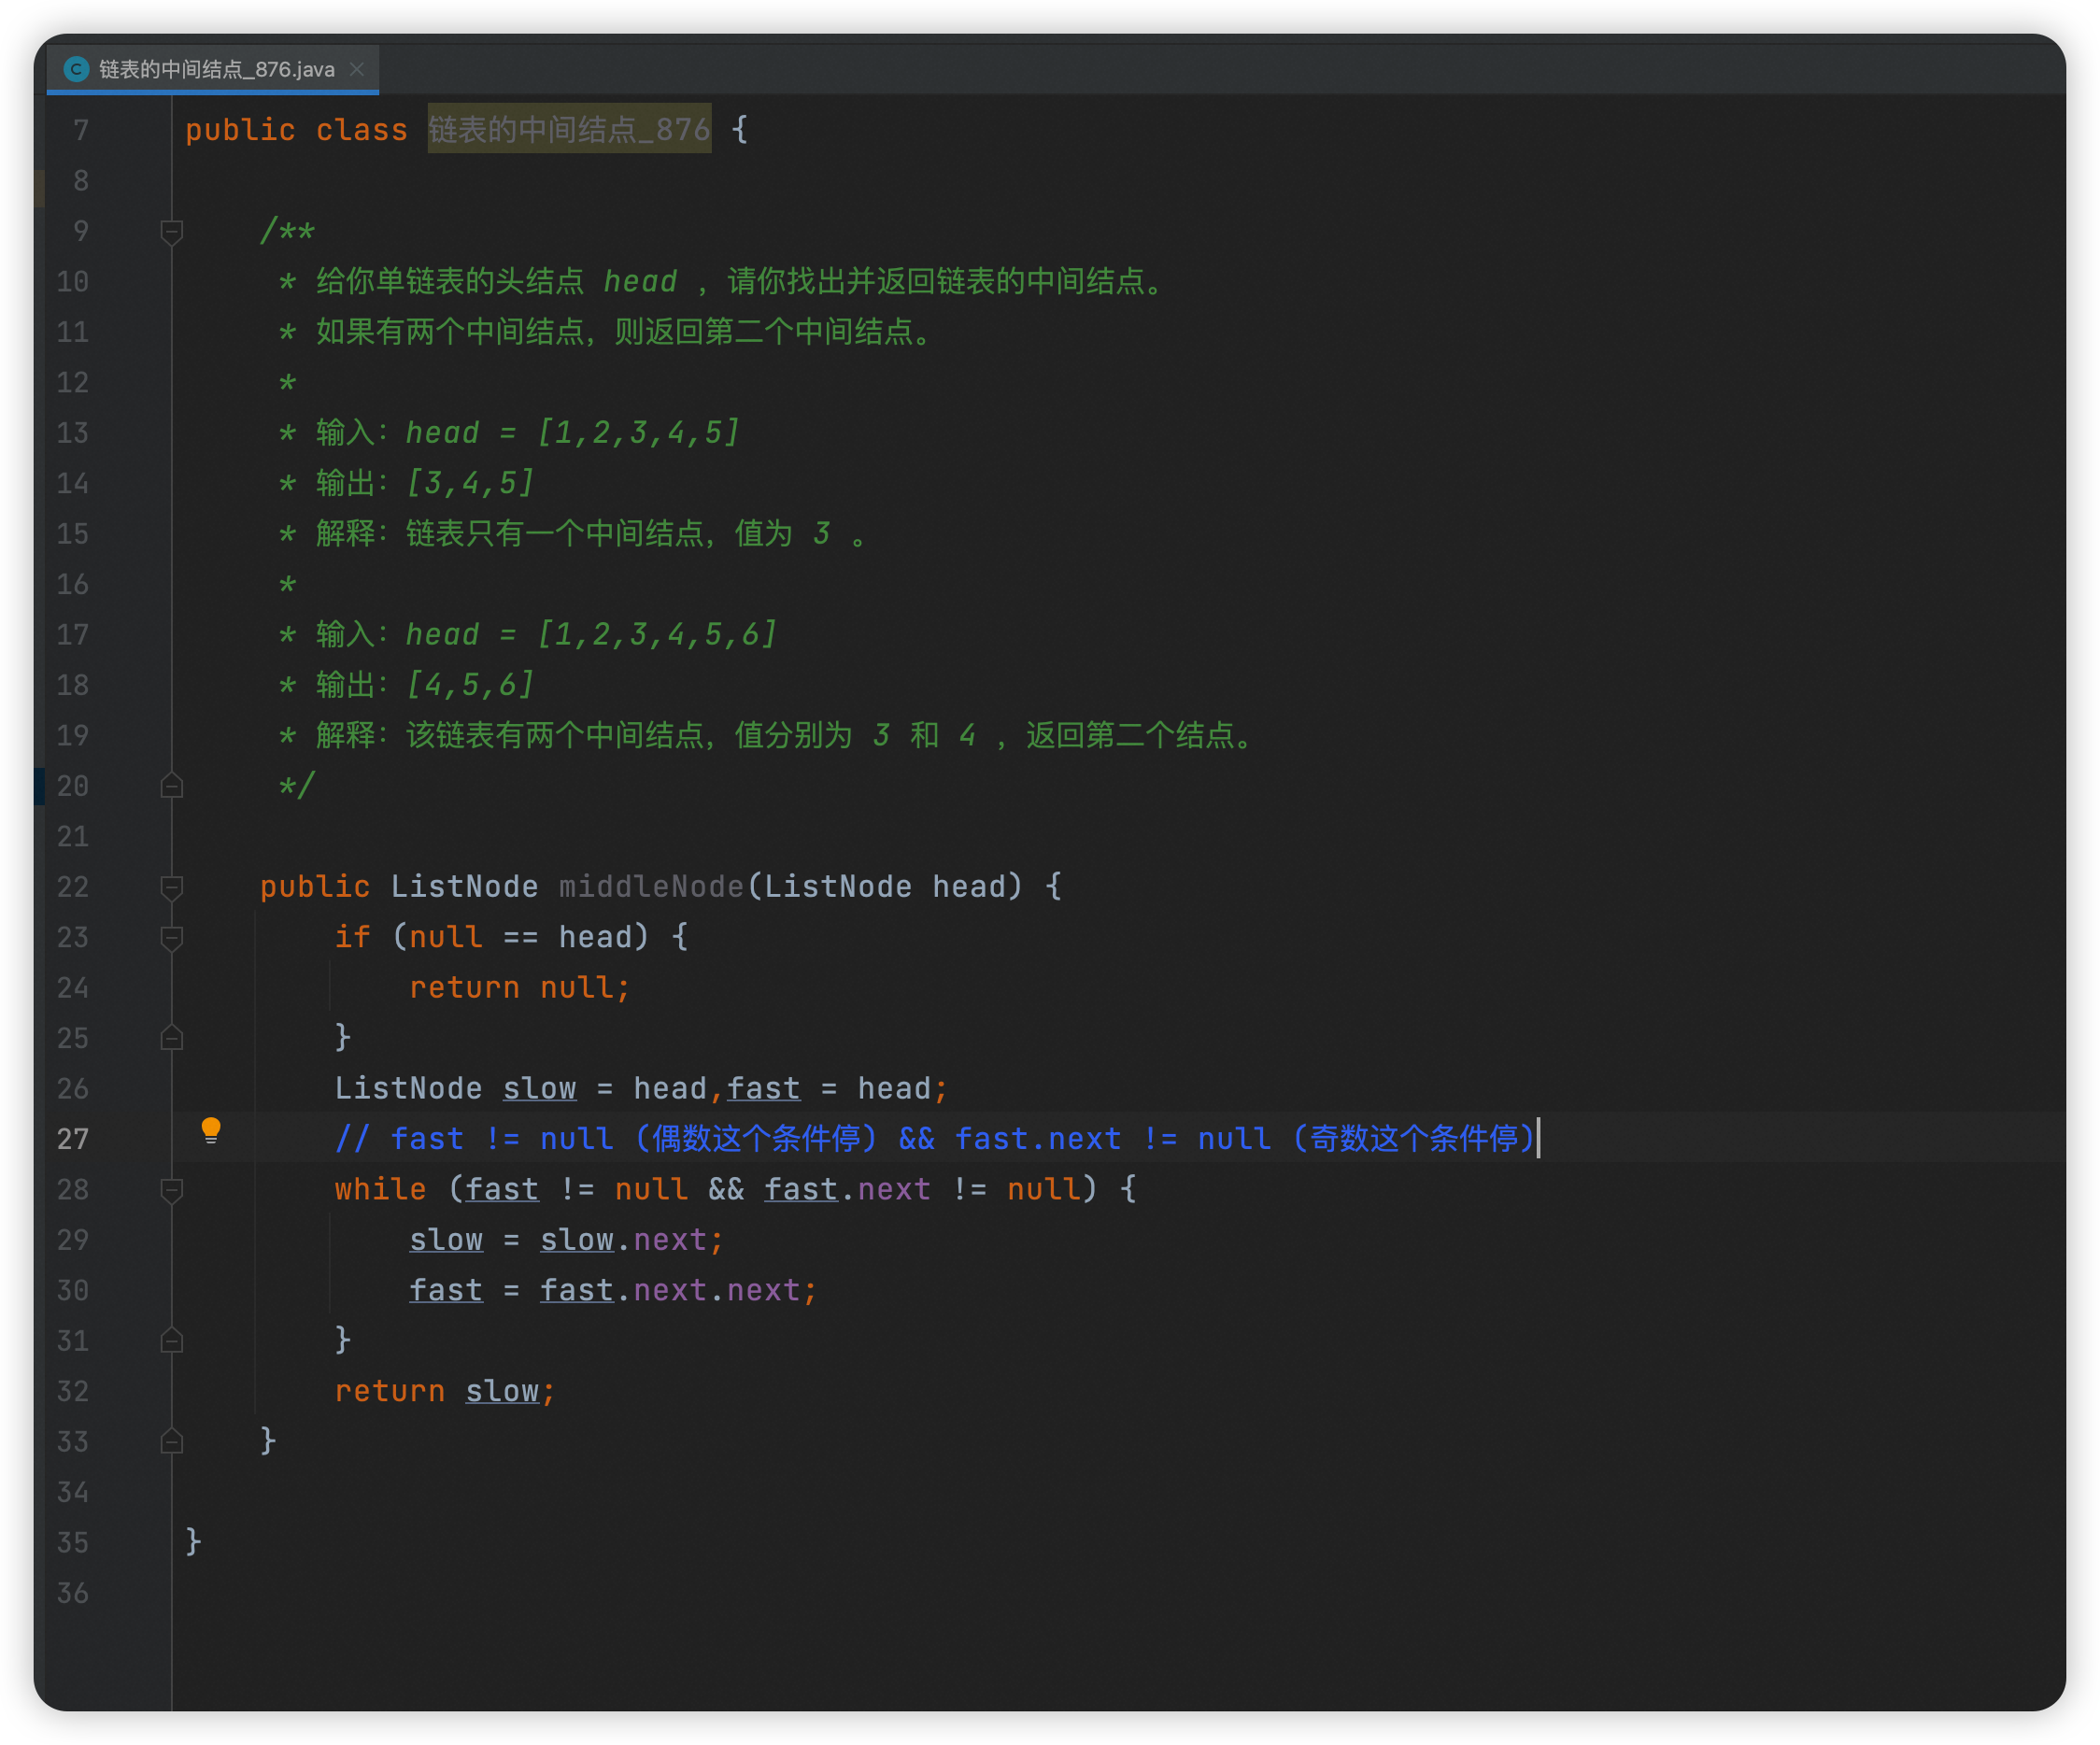 链表的中间结点_876.java
7 public class 链表的中间结点_876 {
8
9 /**
10 * 给你单链表的头结点 head ，请你找出并返回链表的中间结点。
11 * 如果有两个中间结点，则返回第二个中间结点。
12 *
13 * 输入：head = [1,2,3,4,5]
14 * 输出：[3,4,5]
15 * 解释：链表只有一个中间结点，值为 3 。
16 *
17 * 输入：head = [1,2,3,4,5,6]
18 * 输出：[4,5,6]
19 * 解释：该链表有两个中间结点，值分别为 3 和 4 ，返回第二个结点。
20 */
21
22 public ListNode middleNode(ListNode head) {
23 if (null == head) {
24 return null;
25 }
26 ListNode slow = head,fast = head;
27 // fast != null (偶数这个条件停) && fast.next != null (奇数这个条件停)
28 while (fast != null && fast.next != null) {
29 slow = slow.next;
30 fast = fast.next.next;
31 }
32 return slow;
33 }
34
35 }
36